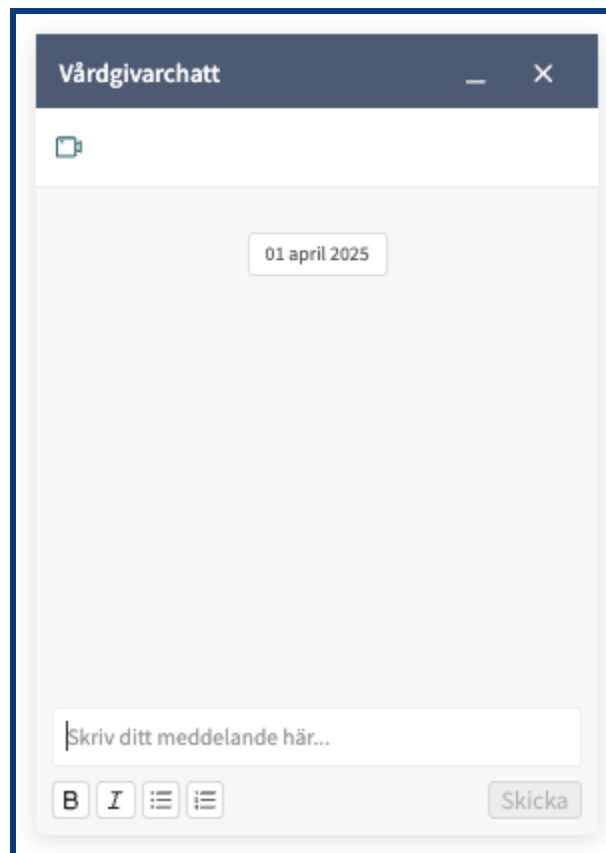 Vårdgivarchatt
01 april 2025
Skriv ditt meddelande här...
B I
Skicka